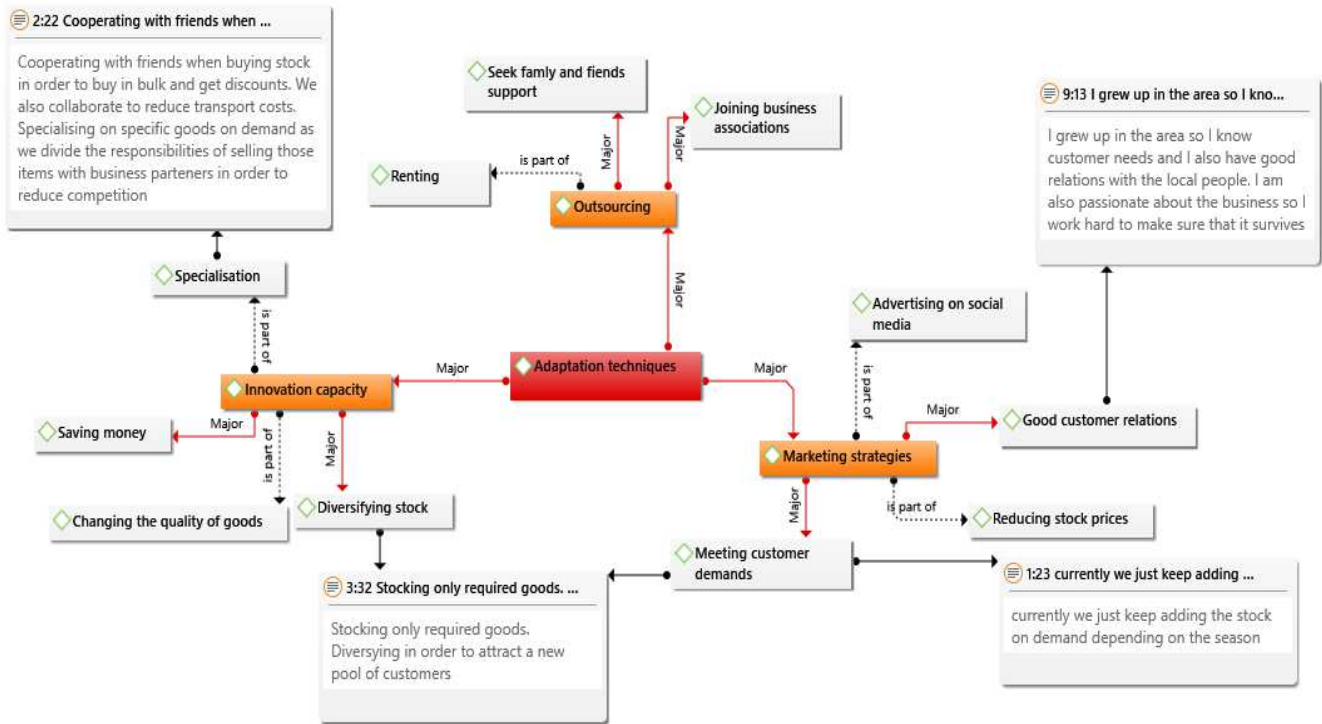 2:22 Cooperating with friends when ...
Cooperating with friends when buying stock
in order to buy in bulk and get discounts. We
also collaborate to reduce transport costs.
Specialising on specific goods on demand as
we divide the responsibilities of selling those
items with business parteners in order to
reduce competition
Seek famly and fiends
support
Joining business
associations
9:13 I grew up in the area so I kno...
I grew up in the area so I know
customer needs and I also have good
relations with the local people. I am
also passionate about the business so I
work hard to make sure that it survives
Major
Major
is part of
Renting
Outsourcing
Specialisation
Major
Advertising on social
media
is part of
Adaptation techniques
Major
Major
is part of
Innovation capacity
Major
Good customer relations
Major
Saving money
is part of
Major
Marketing strategies
Major
is part of
Changing the quality of goods
Diversifying stock
Reducing stock prices
Meeting customer
demands
3:32 Stocking only required goods. ...
Stocking only required goods.
Diversying in order to attract a new
pool of customers
1:23 currently we just keep adding ...
currently we just keep adding the stock
on demand depending on the season